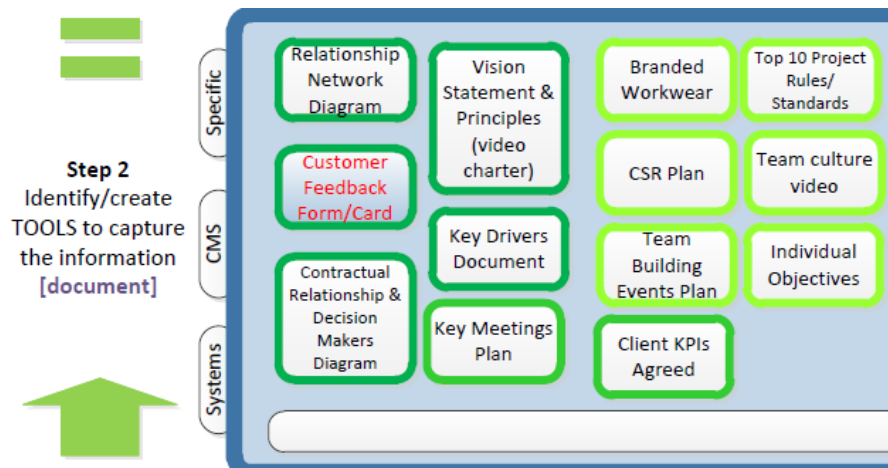 Step 2
Identify/create
TOOLS to capture
the information
[document]
Specific
CMS
Systems
Relationship
Network
Diagram
Customer
Feedback
Form/Card
Contractual
Relationship &
Decision
Makers
Diagram
Vision
Statement &
Principles
(video
charter)
Key Drivers
Document
Key Meetings
Plan
Branded
Workwear
CSR Plan
Team
Building
Events Plan
Client KPIs
Agreed
Top 10 Project
Rules/
Standards
Team culture
video
Individual
Objectives